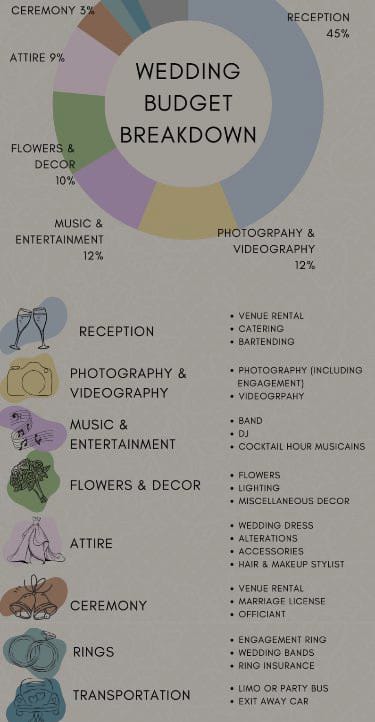 CEREMONY 3%
RECEPTION
45%
ATTIRE 9%
WEDDING
BUDGET
BREAKDOWN
FLOWERS &
DECOR
10%
MUSIC &
ENTERTAINMENT
12%
PHOTOGRPAHY &
VIDEOGRAPHY
12%
RECEPTION
• VENUE RENTAL
• CATERING
• BARTENDING
PHOTOGRAPHY &
VIDEOGRAPHY
• PHOTOGRAPHY (INCLUDING
ENGAGEMENT)
• VIDEOGRPAHY
MUSIC &
ENTERTAINMENT
• BAND
• DJ
• COCKTAIL HOUR MUSICAINS
FLOWERS & DECOR
• FLOWERS
• LIGHTING
• MISCELLANEOUS DECOR
ATTIRE
• WEDDING DRESS
• ALTERATIONS
• ACCESSORIES
• HAIR & MAKEUP STYLIST
CEREMONY
• VENUE RENTAL
• MARRIAGE LICENSE
• OFFICIANT
RINGS
• ENGAGEMENT RING
• WEDDING BANDS
• RING INSURANCE
TRANSPORTATION
• LIMO OR PARTY BUS
• EXIT AWAY CAR